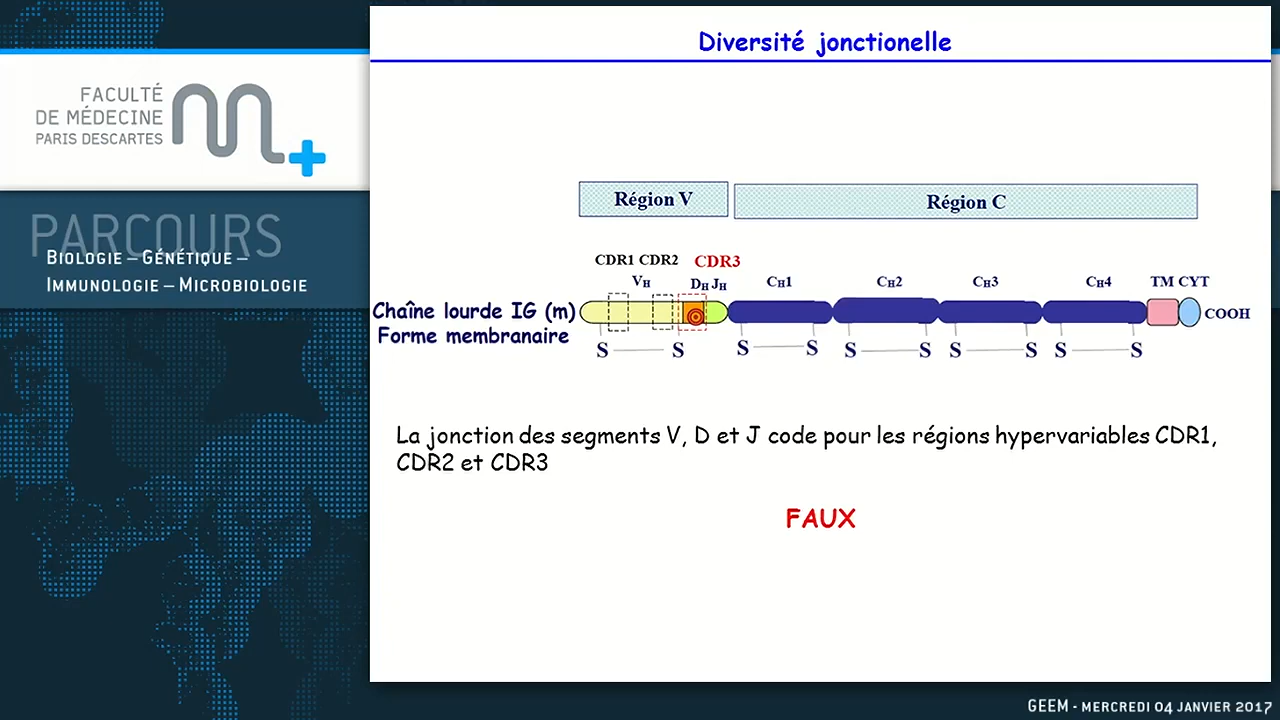 Diversité jonctionelle
FACULTÉ
DE MÉDECINE
PARIS DESCARTES
PARCOURS
BIOLOGIE – GÉNÉTIQUE –
IMMUNOLOGIE – MICROBIOLOGIE
Région V
Région C
CDR1 CDR2 CDR3
VH DH JH CH1 CH2 CH3 CH4 TM CYT
Chaîne lourde IG (m)
Forme membranaire
COOH
S S S S S S S S S S
La jonction des segments V, D et J code pour les régions hypervariables CDR1,
CDR2 et CDR3
FAUX
GEEM - MERCREDI 04 JANVIER 2017